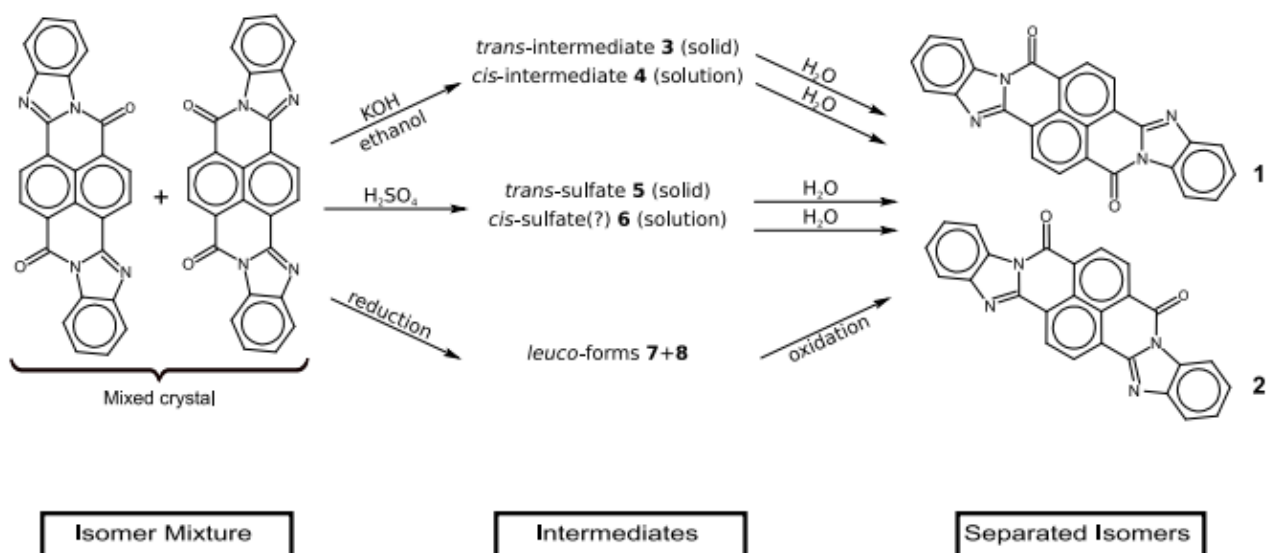 N
N
O
O
N
N
+
O
N
N
O
N
N
Mixed crystal
KOH
ethanol
trans-intermediate 3 (solid)
cis-intermediate 4 (solution)
H₂O
H₂O
H₂SO₄
trans-sulfate 5 (solid)
cis-sulfate(?) 6 (solution)
H₂O
H₂O
reduction
leuco-forms 7+8
oxidation
O
N
N
N
N
O
1
O
N
N
O
N
N
2
Isomer Mixture
Intermediates
Separated Isomers